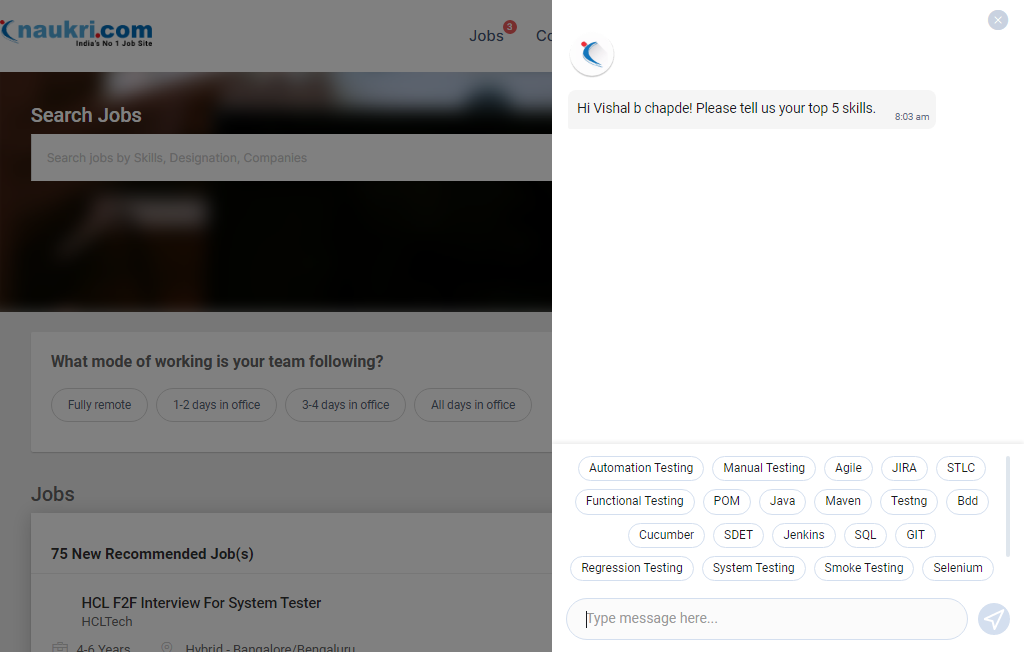 naukri.com
India's No 1 Job Site
Jobs 3 Co
Search Jobs
Search jobs by Skills, Designation, Companies
What mode of working is your team following?
Fully remote 1-2 days in office 3-4 days in office All days in office
Jobs
75 New Recommended Job(s)
HCL F2F Interview For System Tester
HCLTech
4-6 Years Hybrid - Bangalore/Bengaluru
Hi Vishal b chapde! Please tell us your top 5 skills.
8:03 am
Automation Testing Manual Testing Agile JIRA STLC
Functional Testing POM Java Maven Testng Bdd
Cucumber SDET Jenkins SQL GIT
Regression Testing System Testing Smoke Testing Selenium
Type message here...